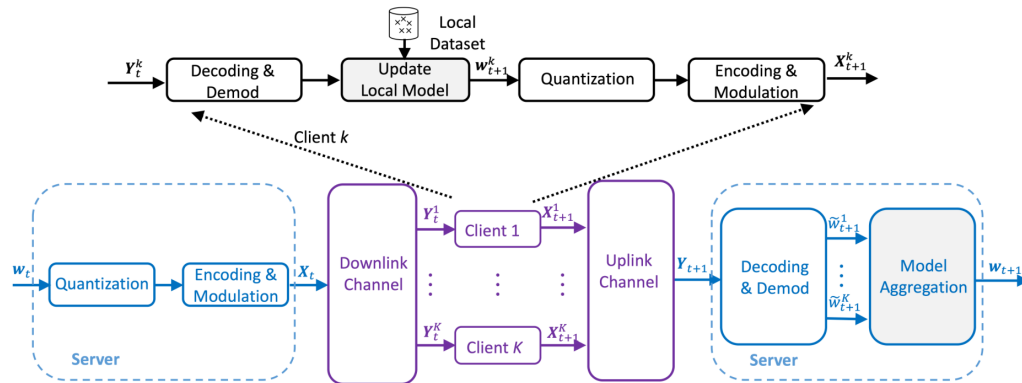 Local
Dataset
Y_t^k
Decoding &
Demod
Update
Local Model
w_{t+1}^k
Quantization
Encoding &
Modulation
X_{t+1}^k
Client k
w_t
Quantization
Encoding &
Modulation
X_t
Server
Downlink
Channel
Y_t^1
Client 1
X_{t+1}^1
Y_t^K
Client K
X_{t+1}^K
Uplink
Channel
Y_{t+1}
Decoding
& Demod
w̃_{t+1}^1
w̃_{t+1}^K
Model
Aggregation
w_{t+1}
Server